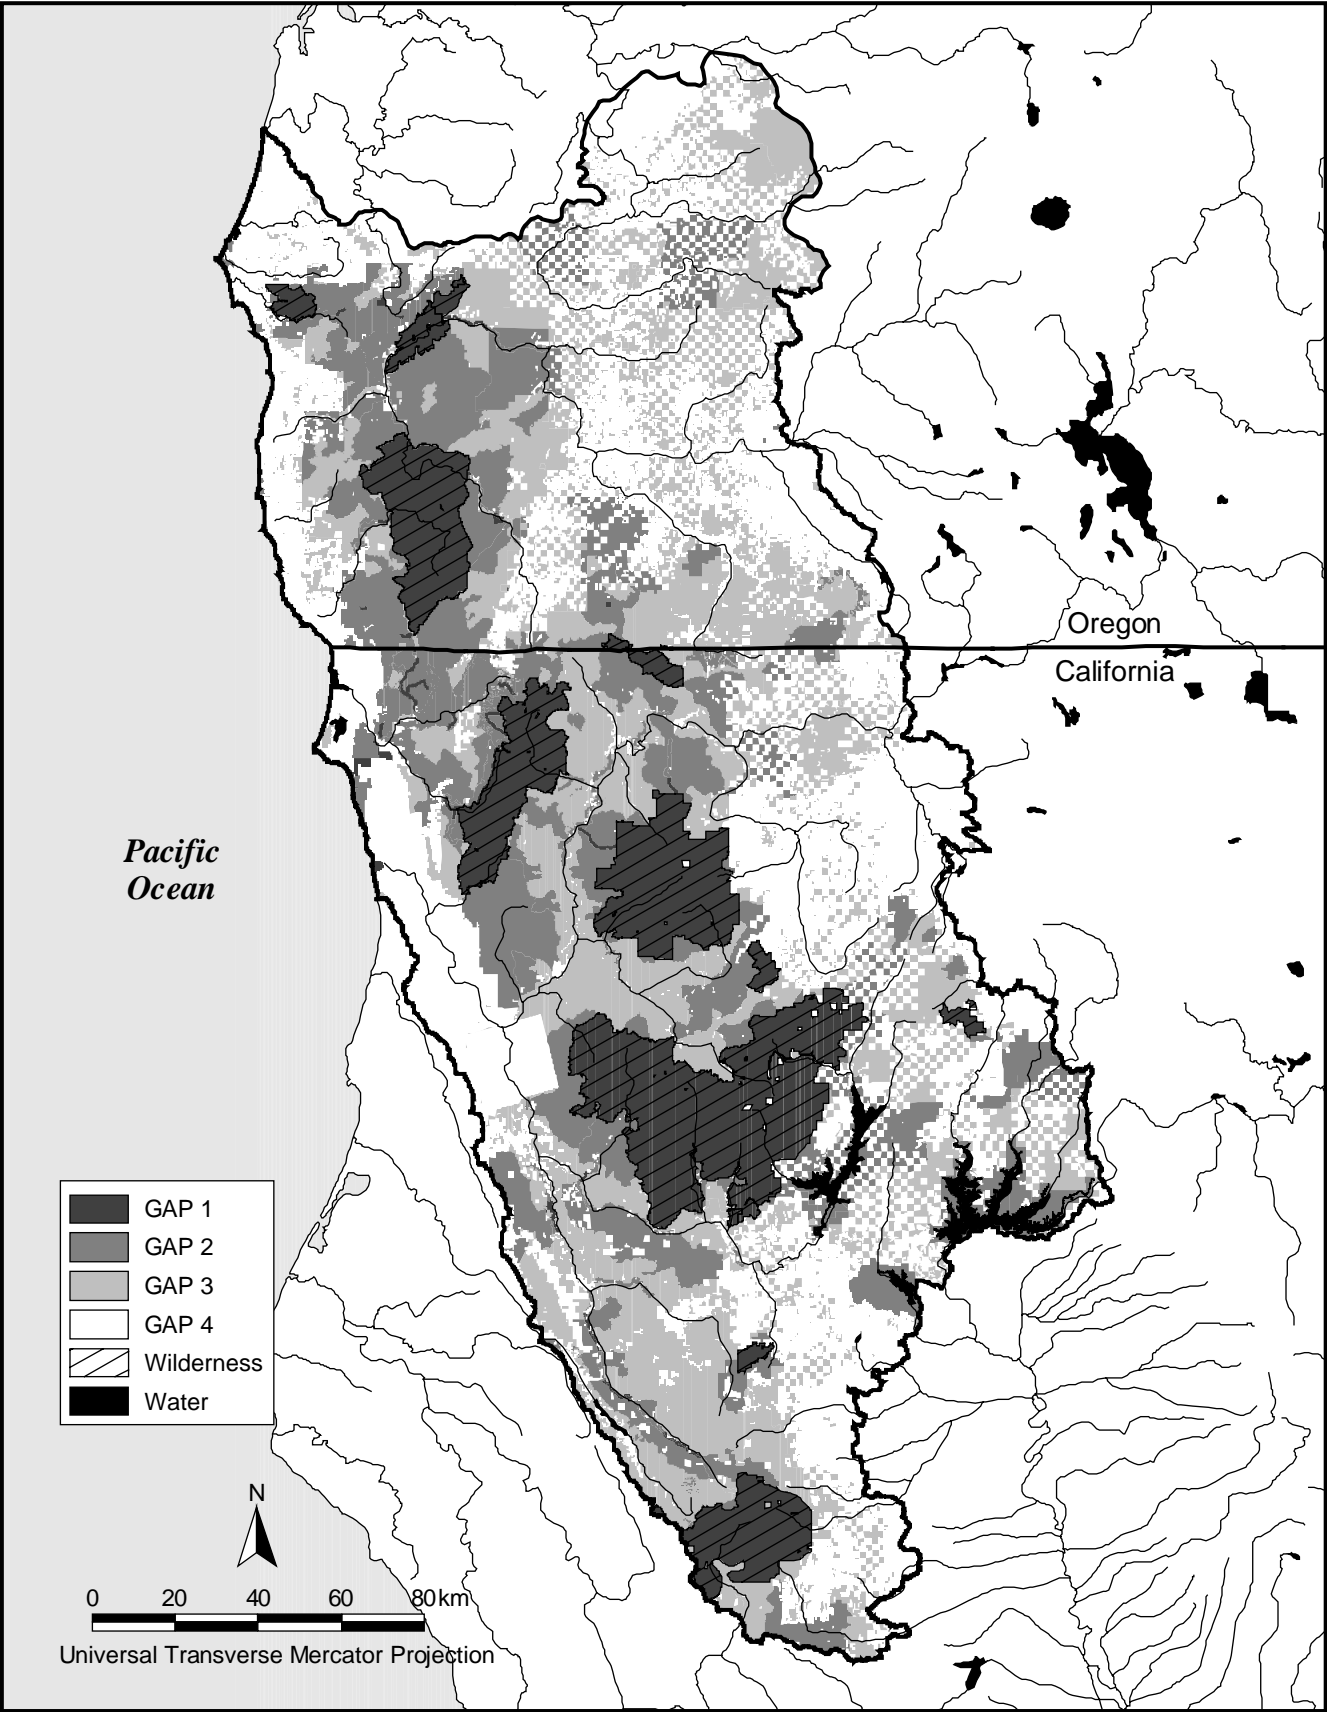 Oregon
California
Pacific
Ocean
GAP 1
GAP 2
GAP 3
GAP 4
Wilderness
Water
N
0 20 40 60 80km
Universal Transverse Mercator Projection